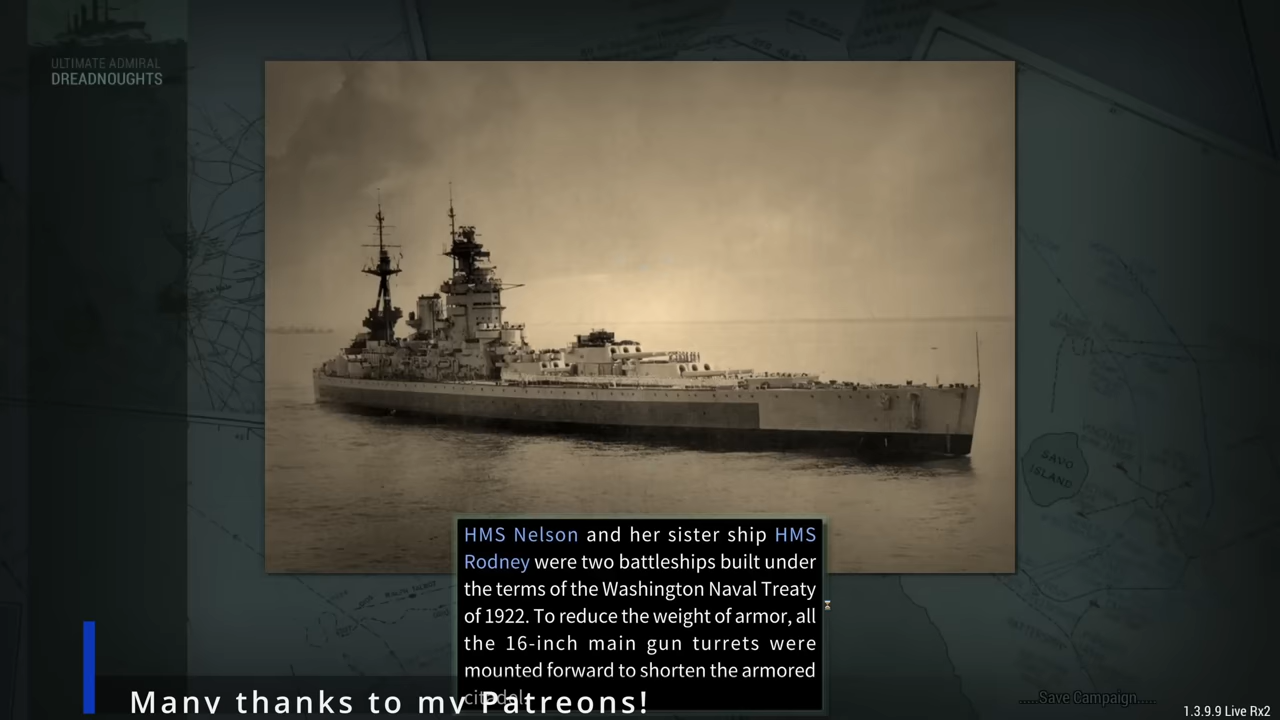 ULTIMATE ADMIRAL
DREADNOUGHTS
HMS Nelson and her sister ship HMS
Rodney were two battleships built under
the terms of the Washington Naval Treaty
of 1922. To reduce the weight of armor, all
the 16-inch main gun turrets were
mounted forward to shorten the armored
citadel.
Many thanks to my Patreons!
SAVO
ISLAND
.....Save Campaign.....
1.3.9.9 Live Rx2